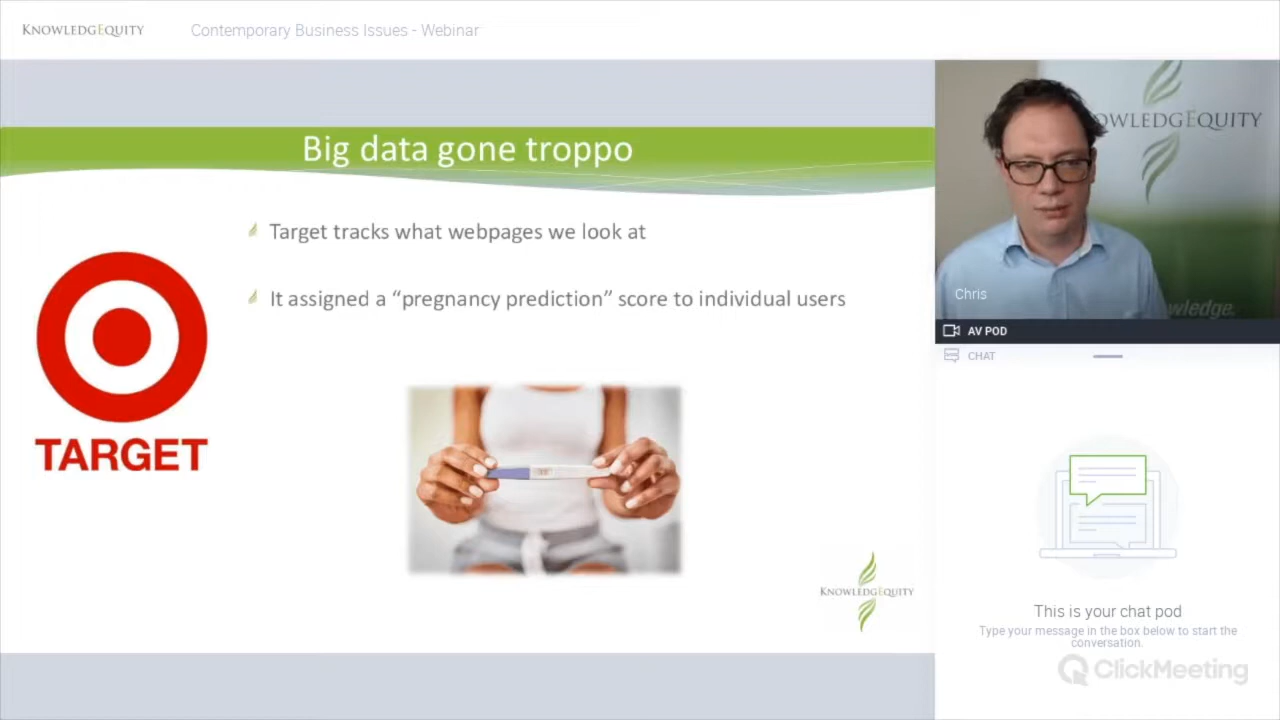 KNOWLEDGEQUITY
Contemporary Business Issues - Webinar
Big data gone troppo
Target tracks what webpages we look at
It assigned a “pregnancy prediction” score to individual users
TARGET
KNOWLEDGEQUITY
OWLEDGEQUITY
wledge.
Chris
AV POD
CHAT
This is your chat pod
Type your message in the box below to start the
conversation.
ClickMeeting